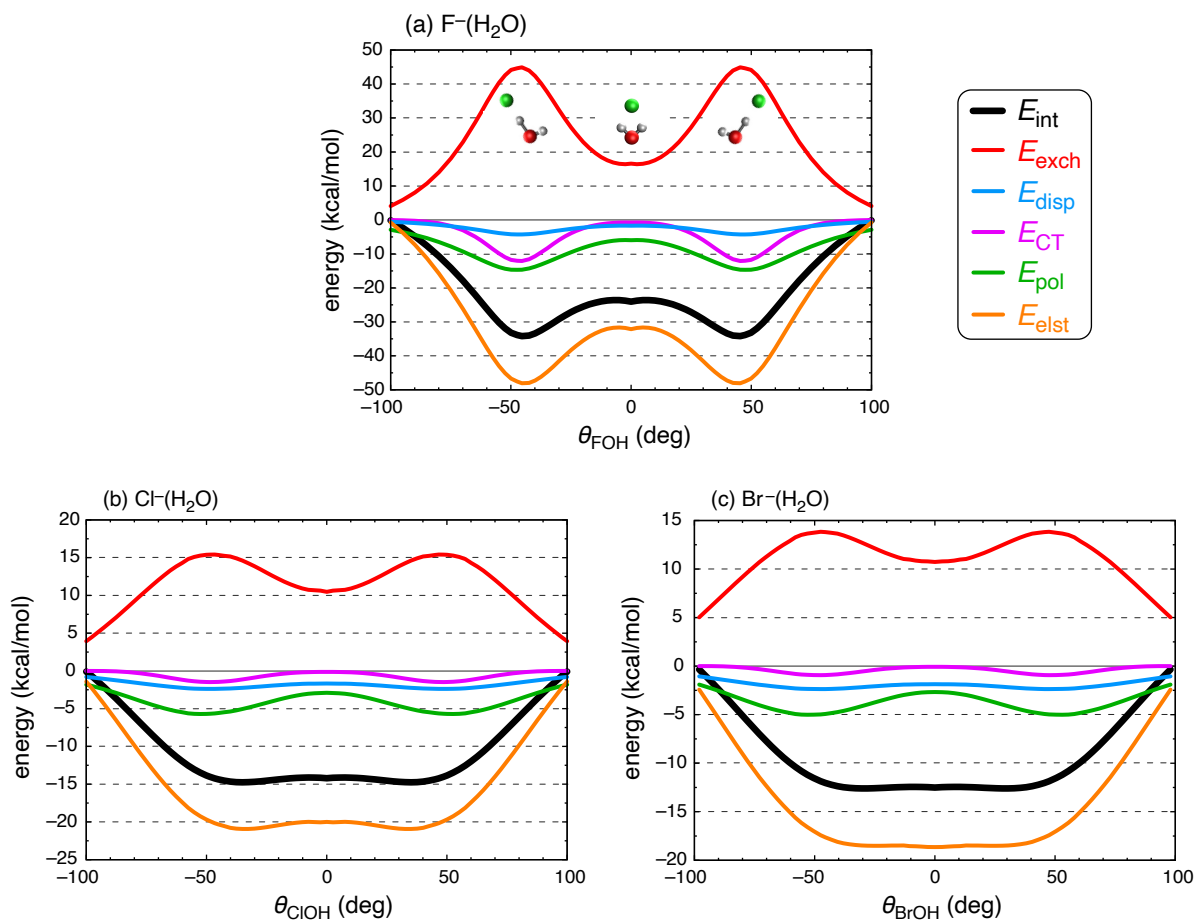 (a) F⁻(H₂O)
50
40
30
20
10
0
−10
−20
−30
−40
−50
energy (kcal/mol)
−100
−50
0
50
100
θFOH (deg)
Eint
Eexch
Edisp
ECT
Epol
Eelst
(b) Cl⁻(H₂O)
20
15
10
5
0
−5
−10
−15
−20
−25
energy (kcal/mol)
−100
−50
0
50
100
θClOH (deg)
(c) Br⁻(H₂O)
15
10
5
0
−5
−10
−15
−20
energy (kcal/mol)
−100
−50
0
50
100
θBrOH (deg)